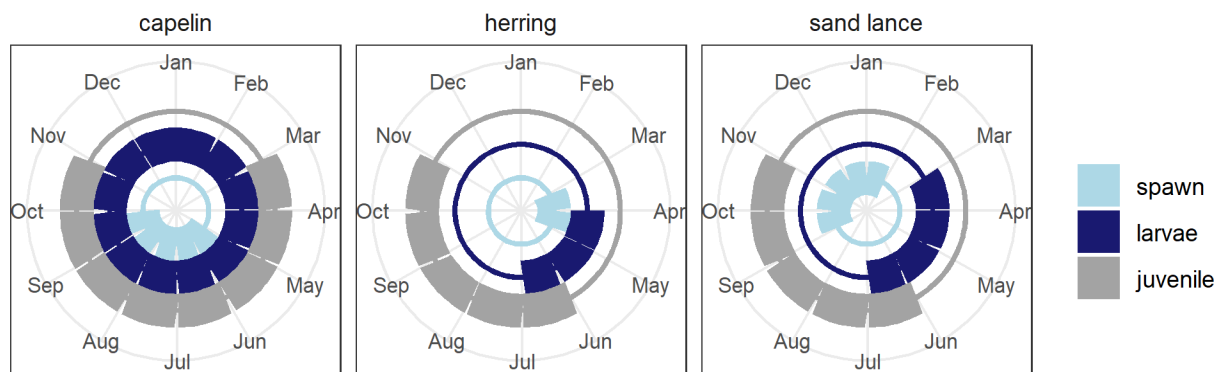 capelin
Jan
Feb
Mar
Apr
May
Jun
Jul
Aug
Sep
Oct
Nov
Dec
herring
Jan
Feb
Mar
Apr
May
Jun
Jul
Aug
Sep
Oct
Nov
Dec
sand lance
Jan
Feb
Mar
Apr
May
Jun
Jul
Aug
Sep
Oct
Nov
Dec
spawn
larvae
juvenile